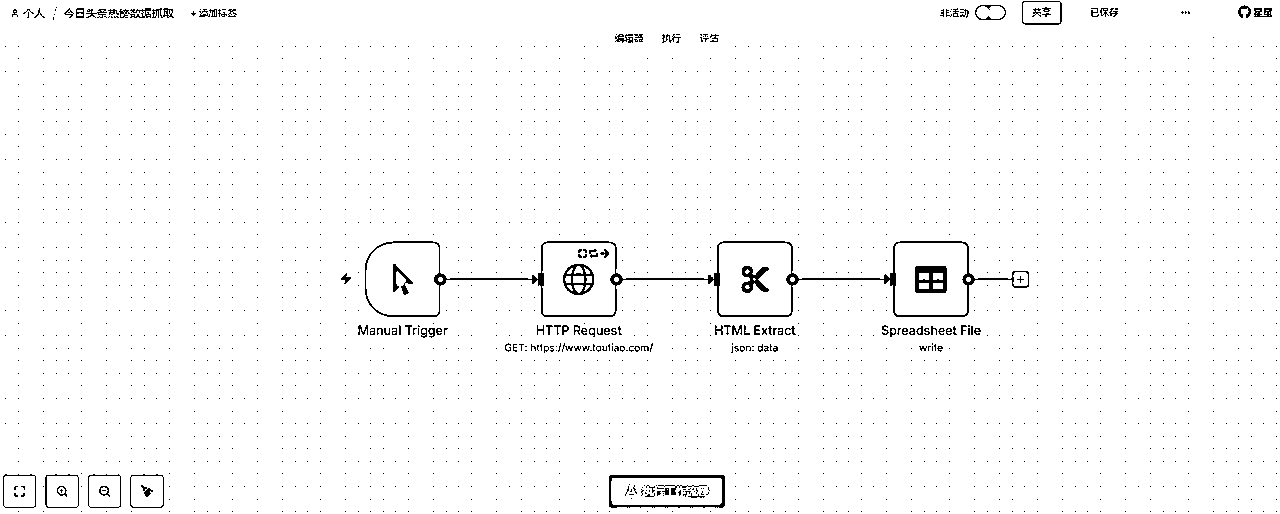 个人 / 今日头条热榜数据抓取 + 添加标签
非活动 共享 已保存 ... 星星
编辑器 执行 评估
Manual Trigger
HTTP Request
GET: https://www.toutiao.com/
HTML Extract
json: data
Spreadsheet File
write
执行工作流程